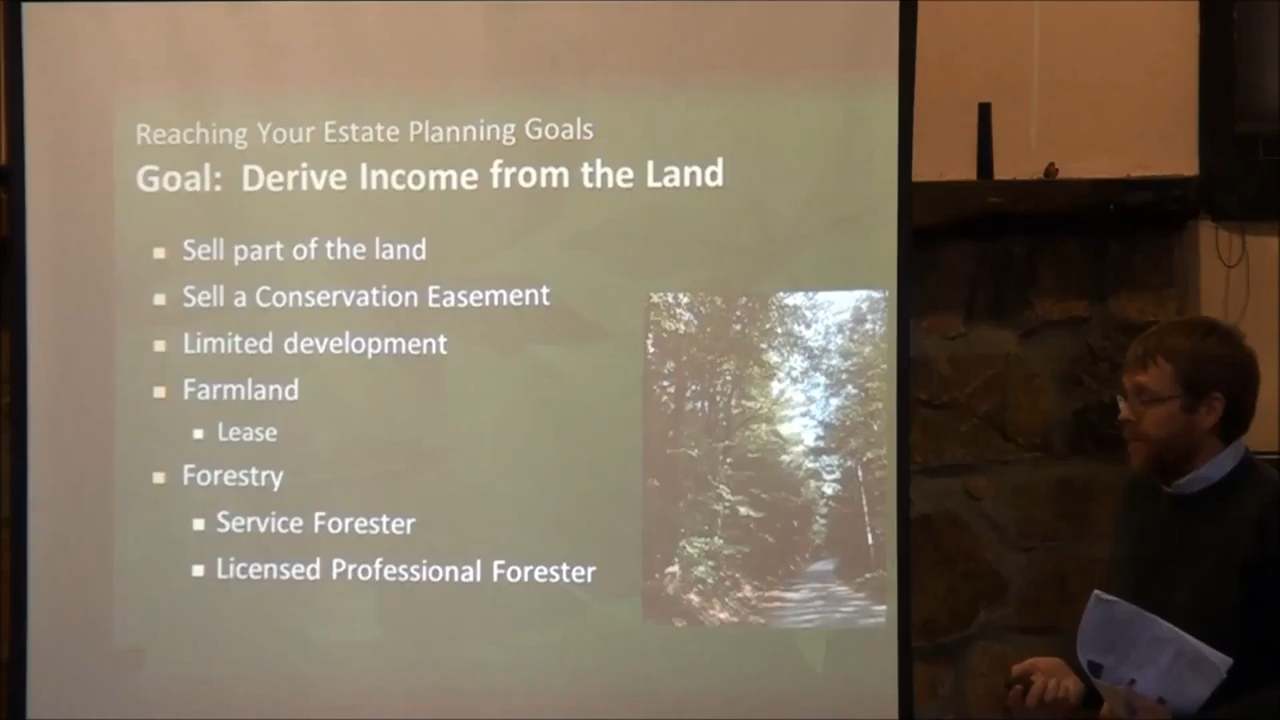 Reaching Your Estate Planning Goals
Goal: Derive Income from the Land
Sell part of the land
Sell a Conservation Easement
Limited development
Farmland
Lease
Forestry
Service Forester
Licensed Professional Forester